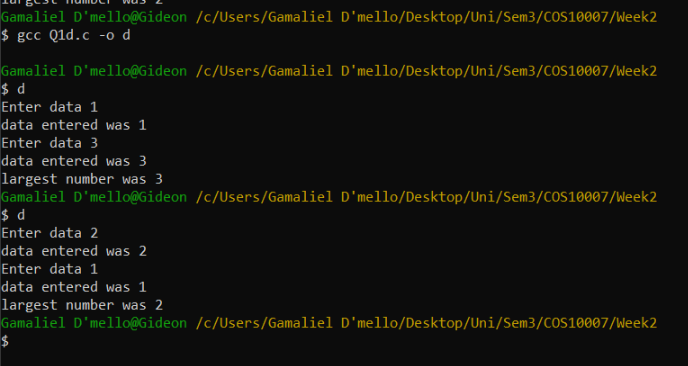 largest number was 2
Gamaliel D'mello@Gideon /c/Users/Gamaliel D'mello/Desktop/Uni/Sem3/COS10007/Week2
$ gcc Q1d.c -o d
Gamaliel D'mello@Gideon /c/Users/Gamaliel D'mello/Desktop/Uni/Sem3/COS10007/Week2
$ d
Enter data 1
data entered was 1
Enter data 3
data entered was 3
largest number was 3
Gamaliel D'mello@Gideon /c/Users/Gamaliel D'mello/Desktop/Uni/Sem3/COS10007/Week2
$ d
Enter data 2
data entered was 2
Enter data 1
data entered was 1
largest number was 2
Gamaliel D'mello@Gideon /c/Users/Gamaliel D'mello/Desktop/Uni/Sem3/COS10007/Week2
$